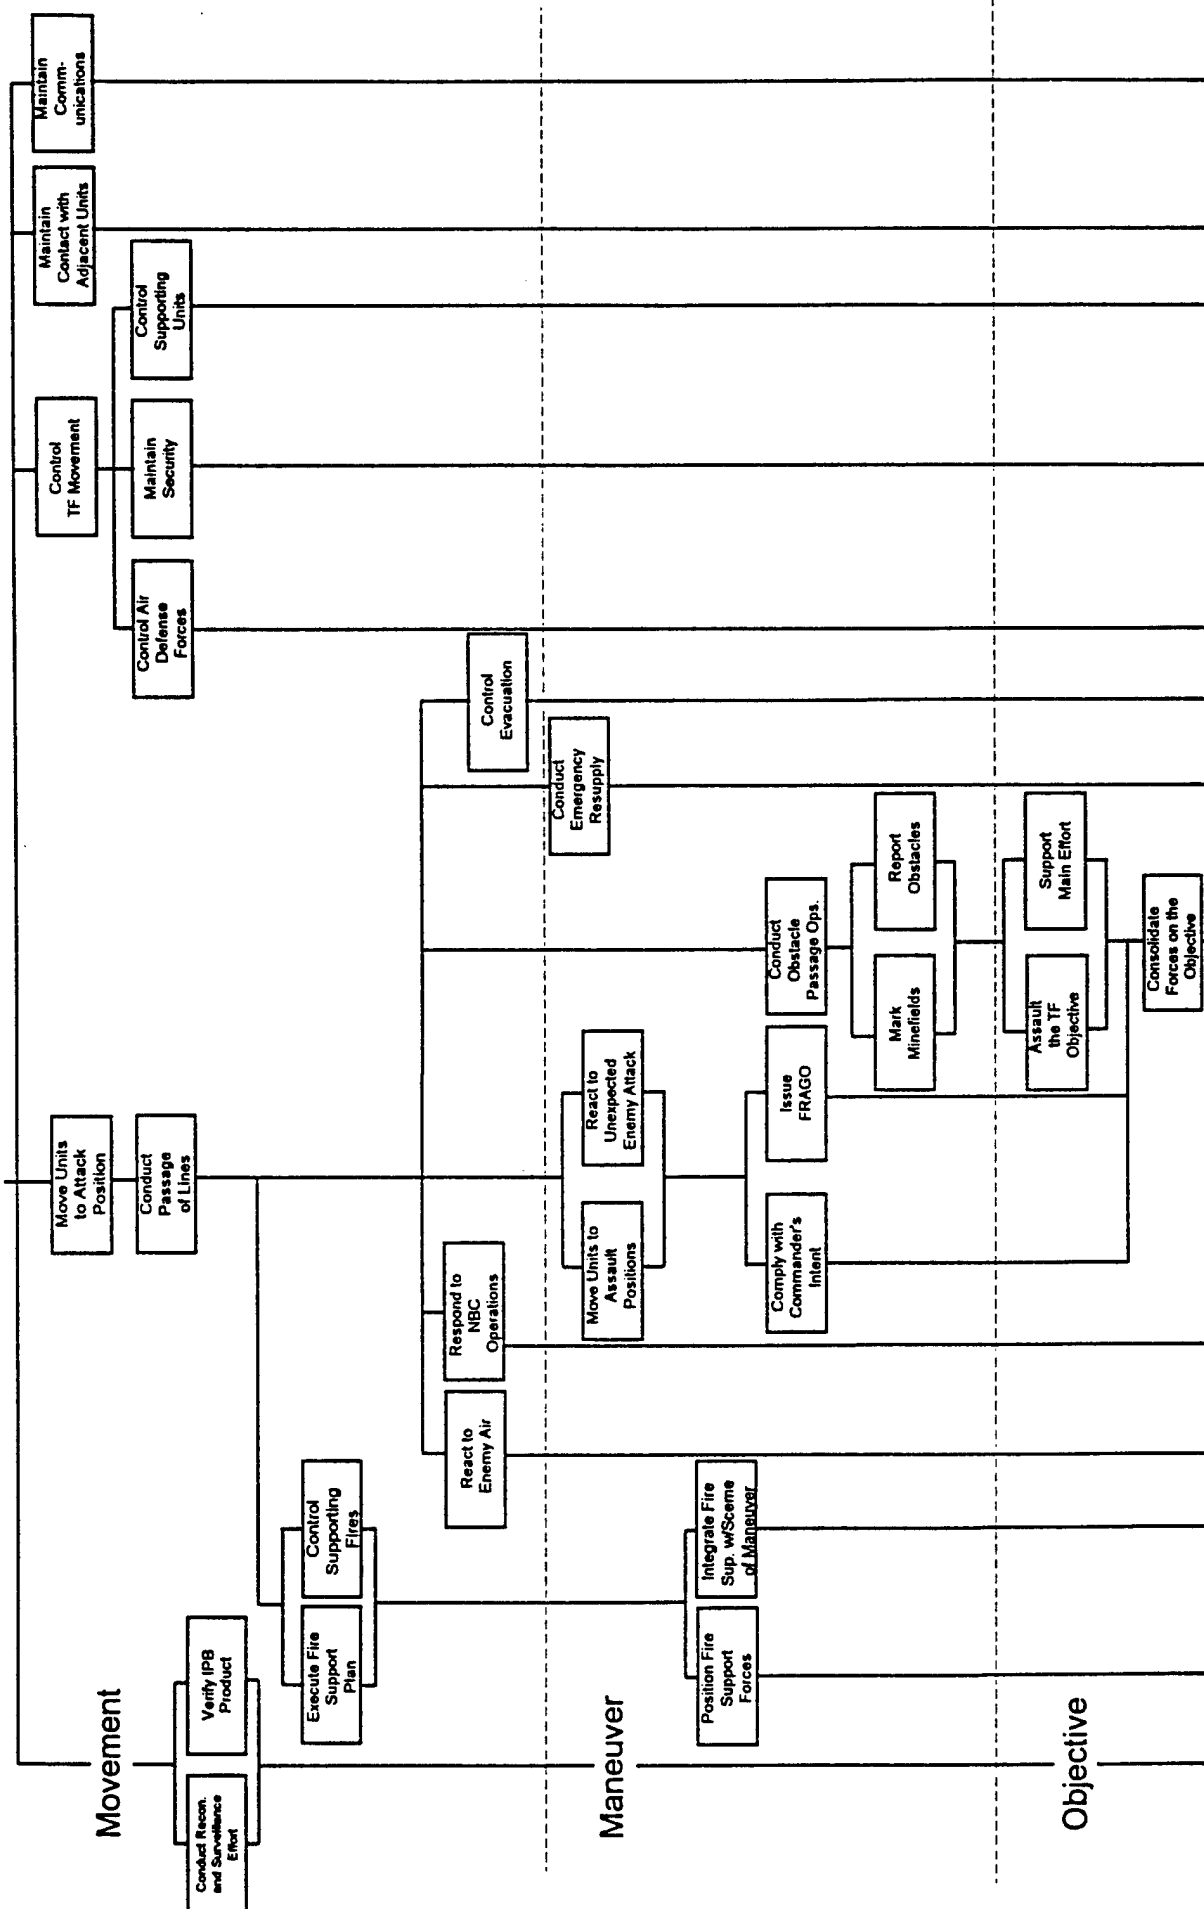 Move Units
to Attack
Position
Control
TF Movement
Maintain
Contact with
Adjacent Units
Maintain
Comm-
unications
Movement
Conduct
Passage
of Lines
Control Air
Defense
Forces
Maintain
Security
Control
Supporting
Units
Conduct Recon.
and Surveillance
Effort
Verify IPB
Product
Execute Fire
Support
Plan
Control
Supporting
Fires
React to
Enemy Air
Respond to
NBC
Operations
Control
Evacuation
Maneuver
Move Units to
Assault
Positions
React to
Unexpected
Enemy Attack
Conduct
Emergency
Resupply
Position Fire
Support
Forces
Integrate Fire
Sup. w/Sceme
of Maneuver
Comply with
Commander's
Intent
Issue
FRAGO
Conduct
Obstacle
Passage Ops.
Mark
Minefields
Report
Obstacles
Objective
Assault
the TF
Objective
Support
Main Effort
Consolidate
Forces on the
Objective